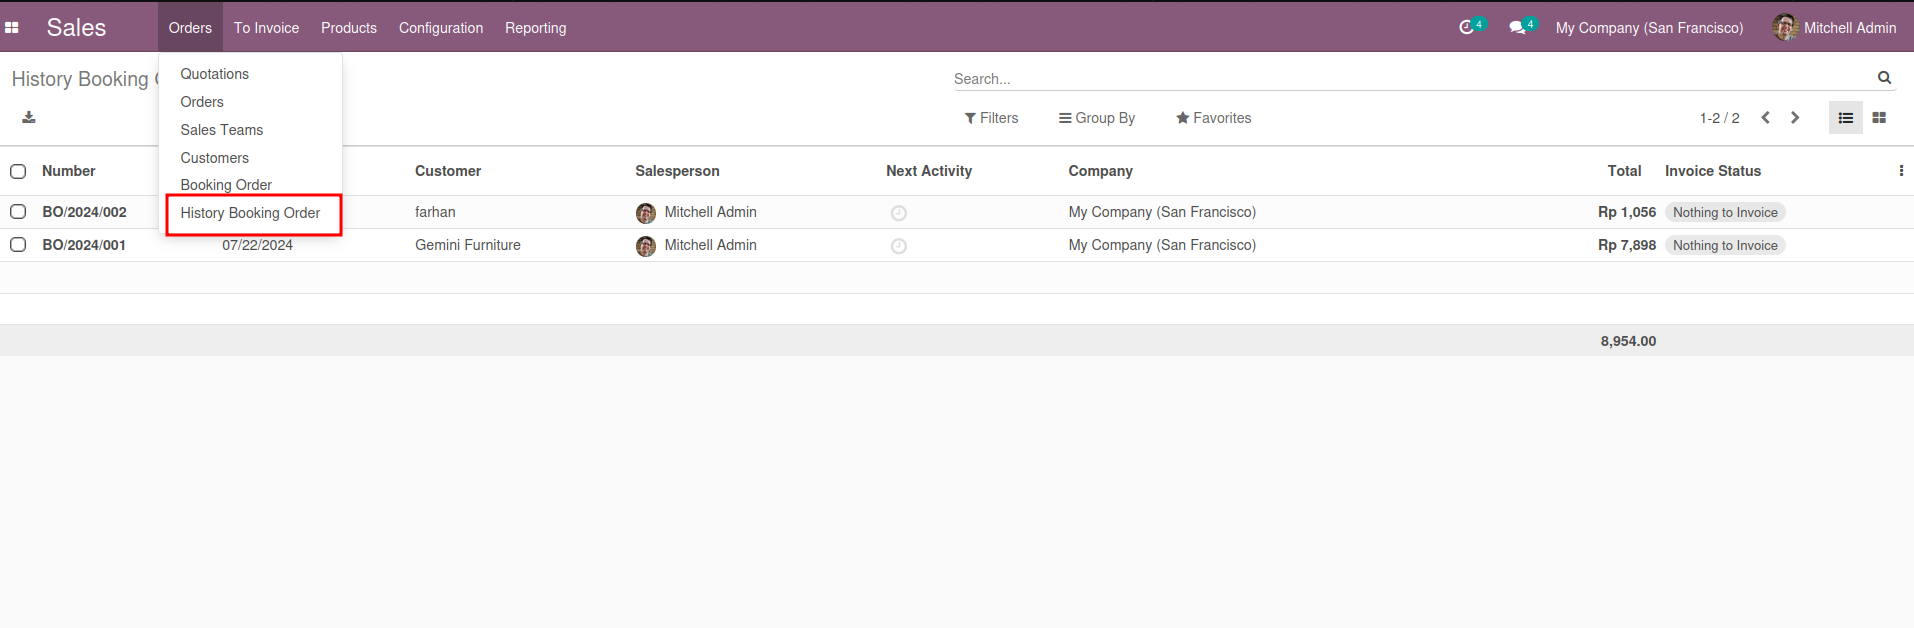 Sales Orders To Invoice Products Configuration Reporting 4 4 My Company (San Francisco) Mitchell Admin
History Booking
Quotations
Orders
Sales Teams
Customers
Booking Order
History Booking Order
Search...
Filters Group By Favorites 1-2 / 2
Number Customer Salesperson Next Activity Company Total Invoice Status
BO/2024/002 farhan Mitchell Admin My Company (San Francisco) Rp 1,056 Nothing to Invoice
BO/2024/001 07/22/2024 Gemini Furniture Mitchell Admin My Company (San Francisco) Rp 7,898 Nothing to Invoice
8,954.00